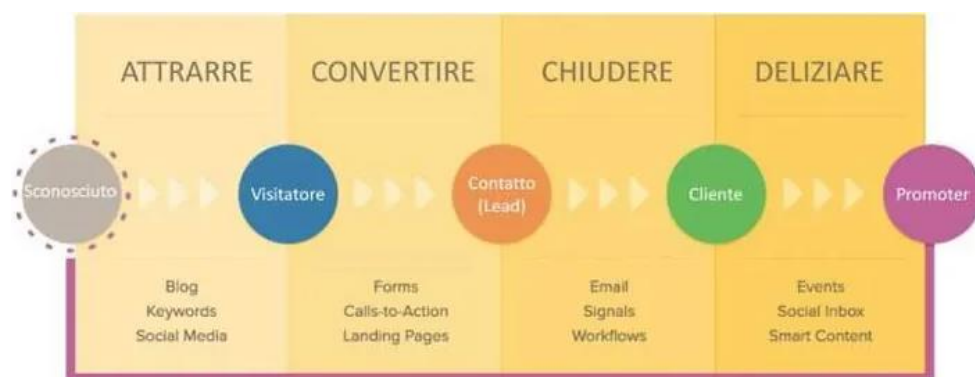 ATTRARRE
CONVERTIRE
CHIUDERE
DELIZIARE
Sconosciuto
Visitatore
Contatto
(Lead)
Cliente
Promoter
Blog
Keywords
Social Media
Forms
Calls-to-Action
Landing Pages
Email
Signals
Workflows
Events
Social Inbox
Smart Content